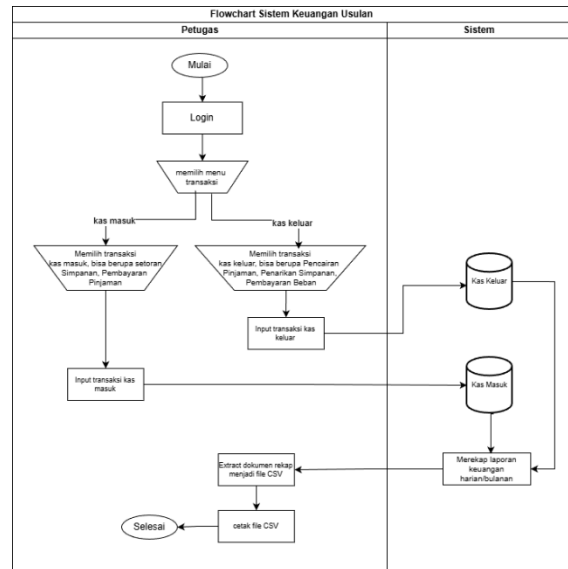 Flowchart Sistem Keuangan Usulan
Petugas
Sistem
Mulai
Login
memilih menu
transaksi
kas masuk
kas keluar
Memilih transaksi
kas masuk, bisa berupa setoran
Simpanan, Pembayaran
Pinjaman
Memilih transaksi
kas keluar, bisa berupa Pencairan
Pinjaman, Penarikan Simpanan,
Pembayaran Beban
Kas Keluar
Input transaksi kas
keluar
Input transaksi kas
masuk
Kas Masuk
Merekap laporan
keuangan
harian/bulanan
Extract dokumen rekap
menjadi file CSV
cetak file CSV
Selesai